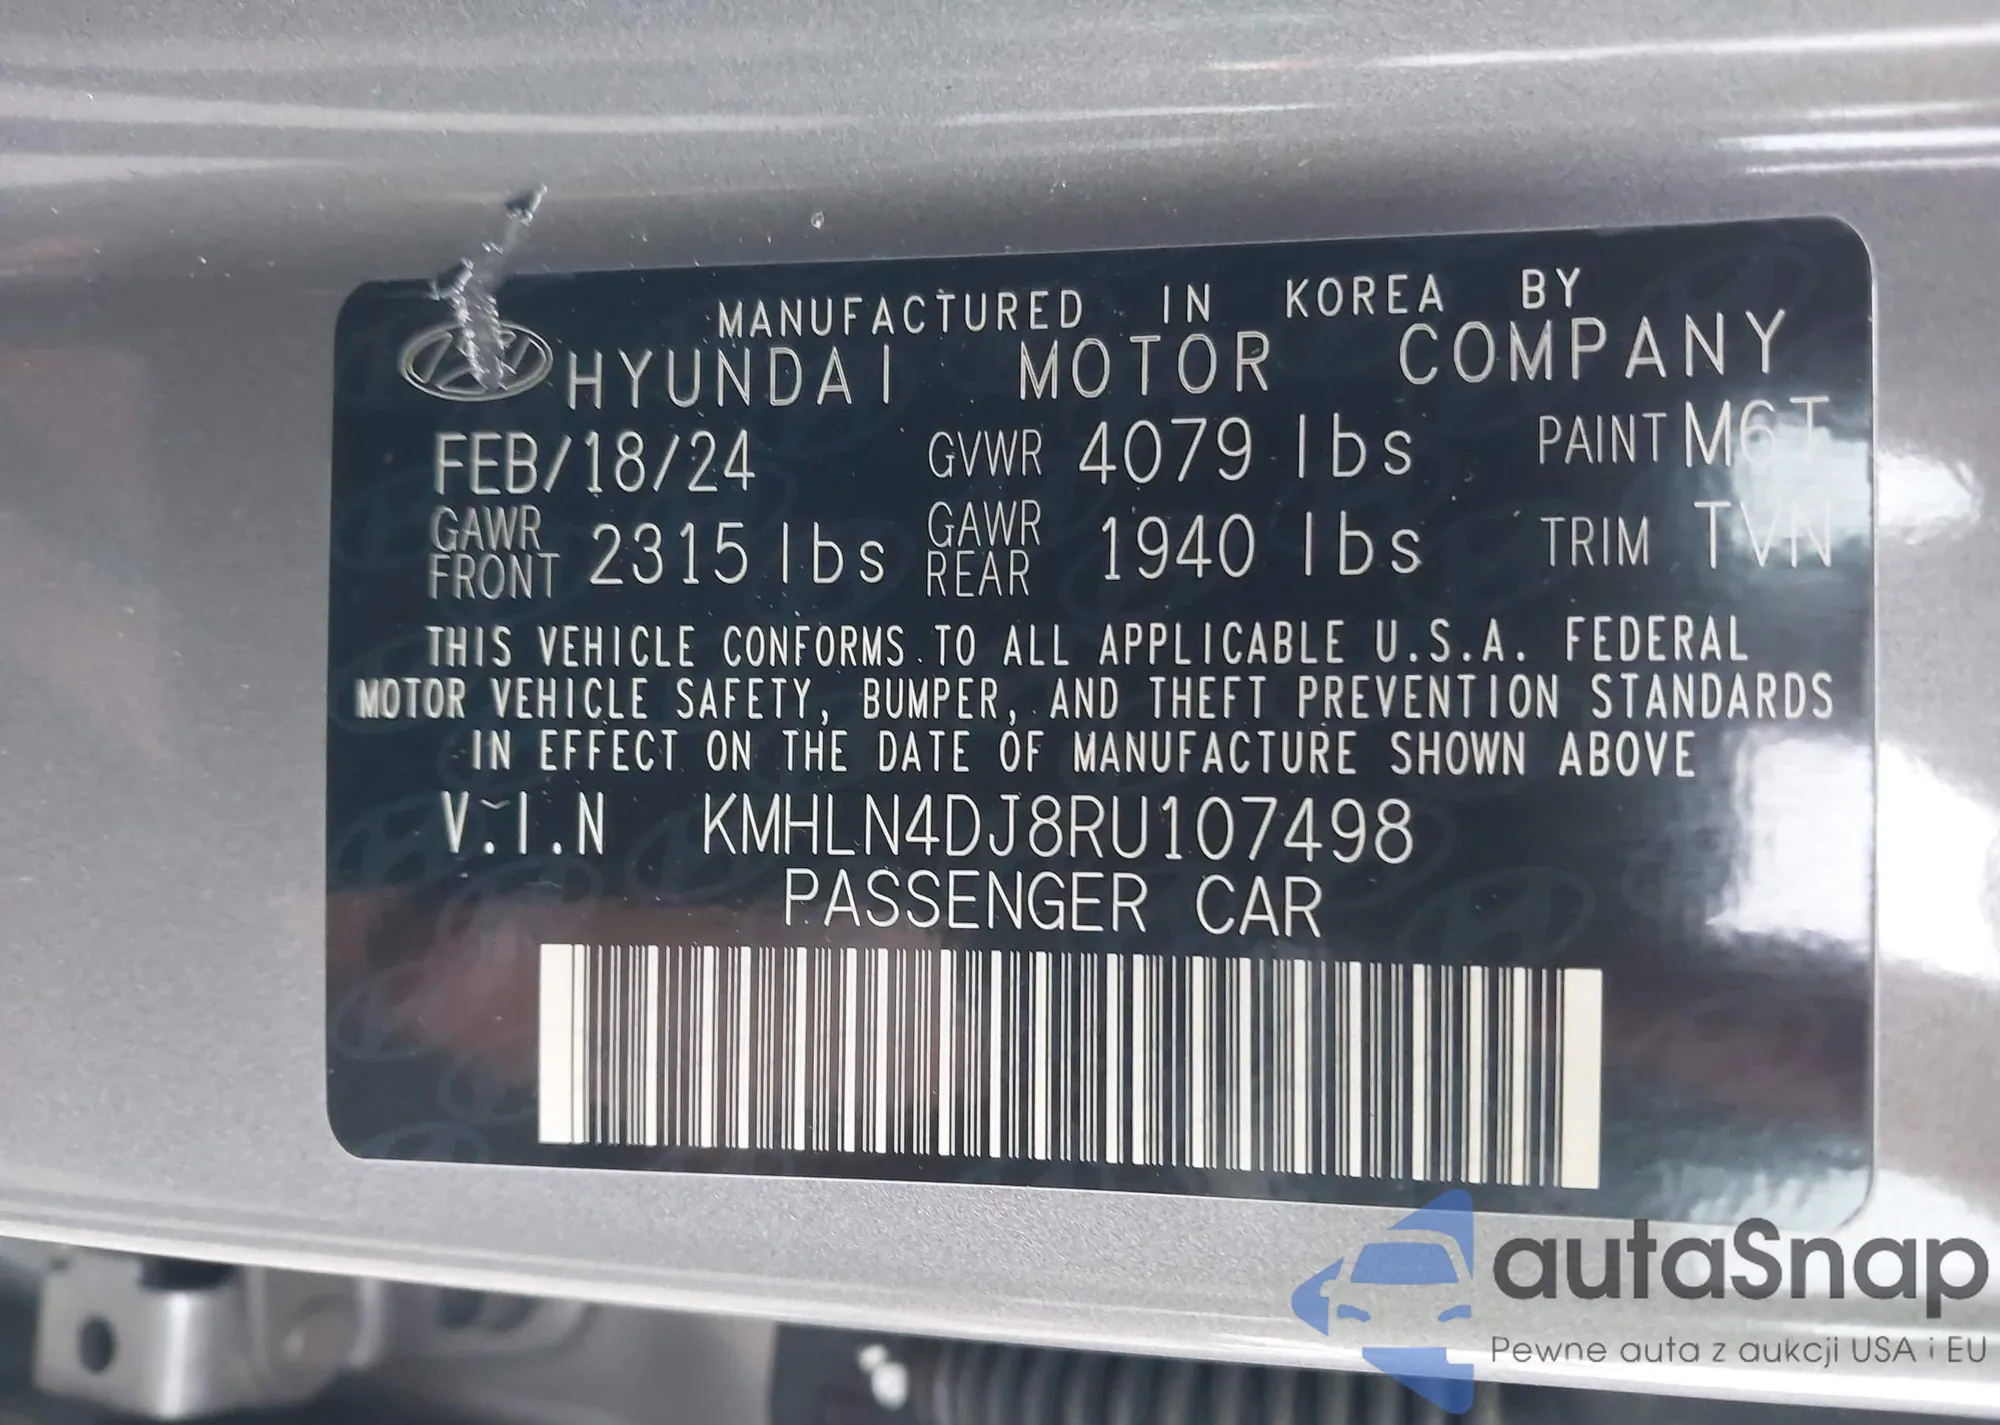 MANUFACTURED IN KOREA BY
HYUNDAI MOTOR COMPANY
FEB/18/24 GVWR 4079 lbs PAINT M6T
GAWR FRONT 2315 lbs GAWR REAR 1940 lbs TRIM TVN
THIS VEHICLE CONFORMS TO ALL APPLICABLE U.S.A. FEDERAL
MOTOR VEHICLE SAFETY, BUMPER, AND THEFT PREVENTION STANDARDS
IN EFFECT ON THE DATE OF MANUFACTURE SHOWN ABOVE
V.I.N KMHLN4DJ8RU107498
PASSENGER CAR
autaSnap
Pewne auta z aukcji USA i EU